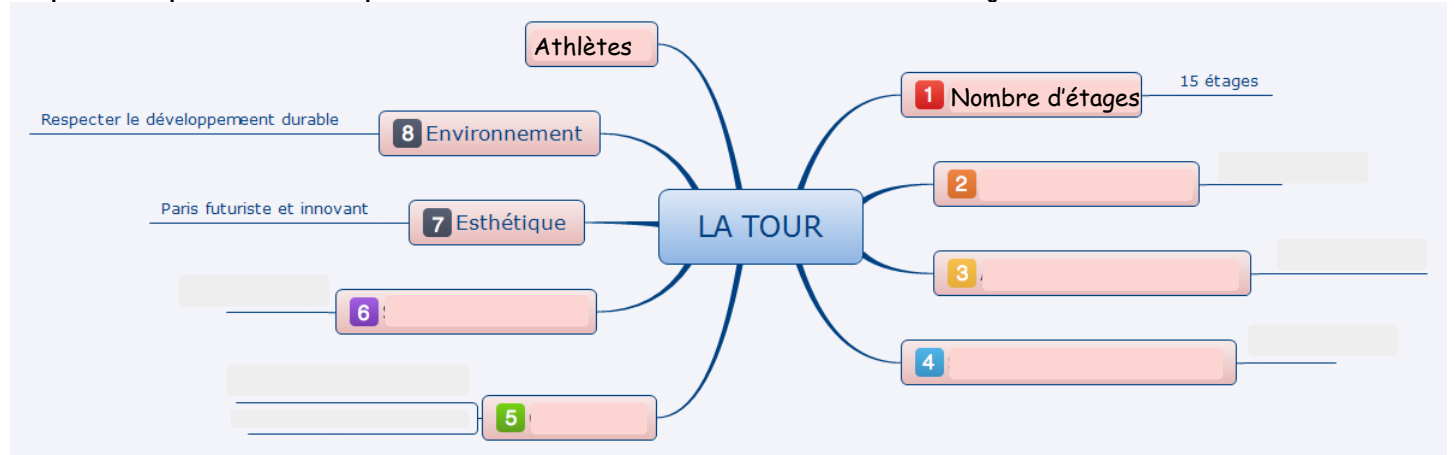 Athlètes
1 Nombre d'étages
15 étages
Respecter le développemeent durable
8 Environnement
2
LA TOUR
Paris futuriste et innovant
7 Esthétique
3
6
4
5